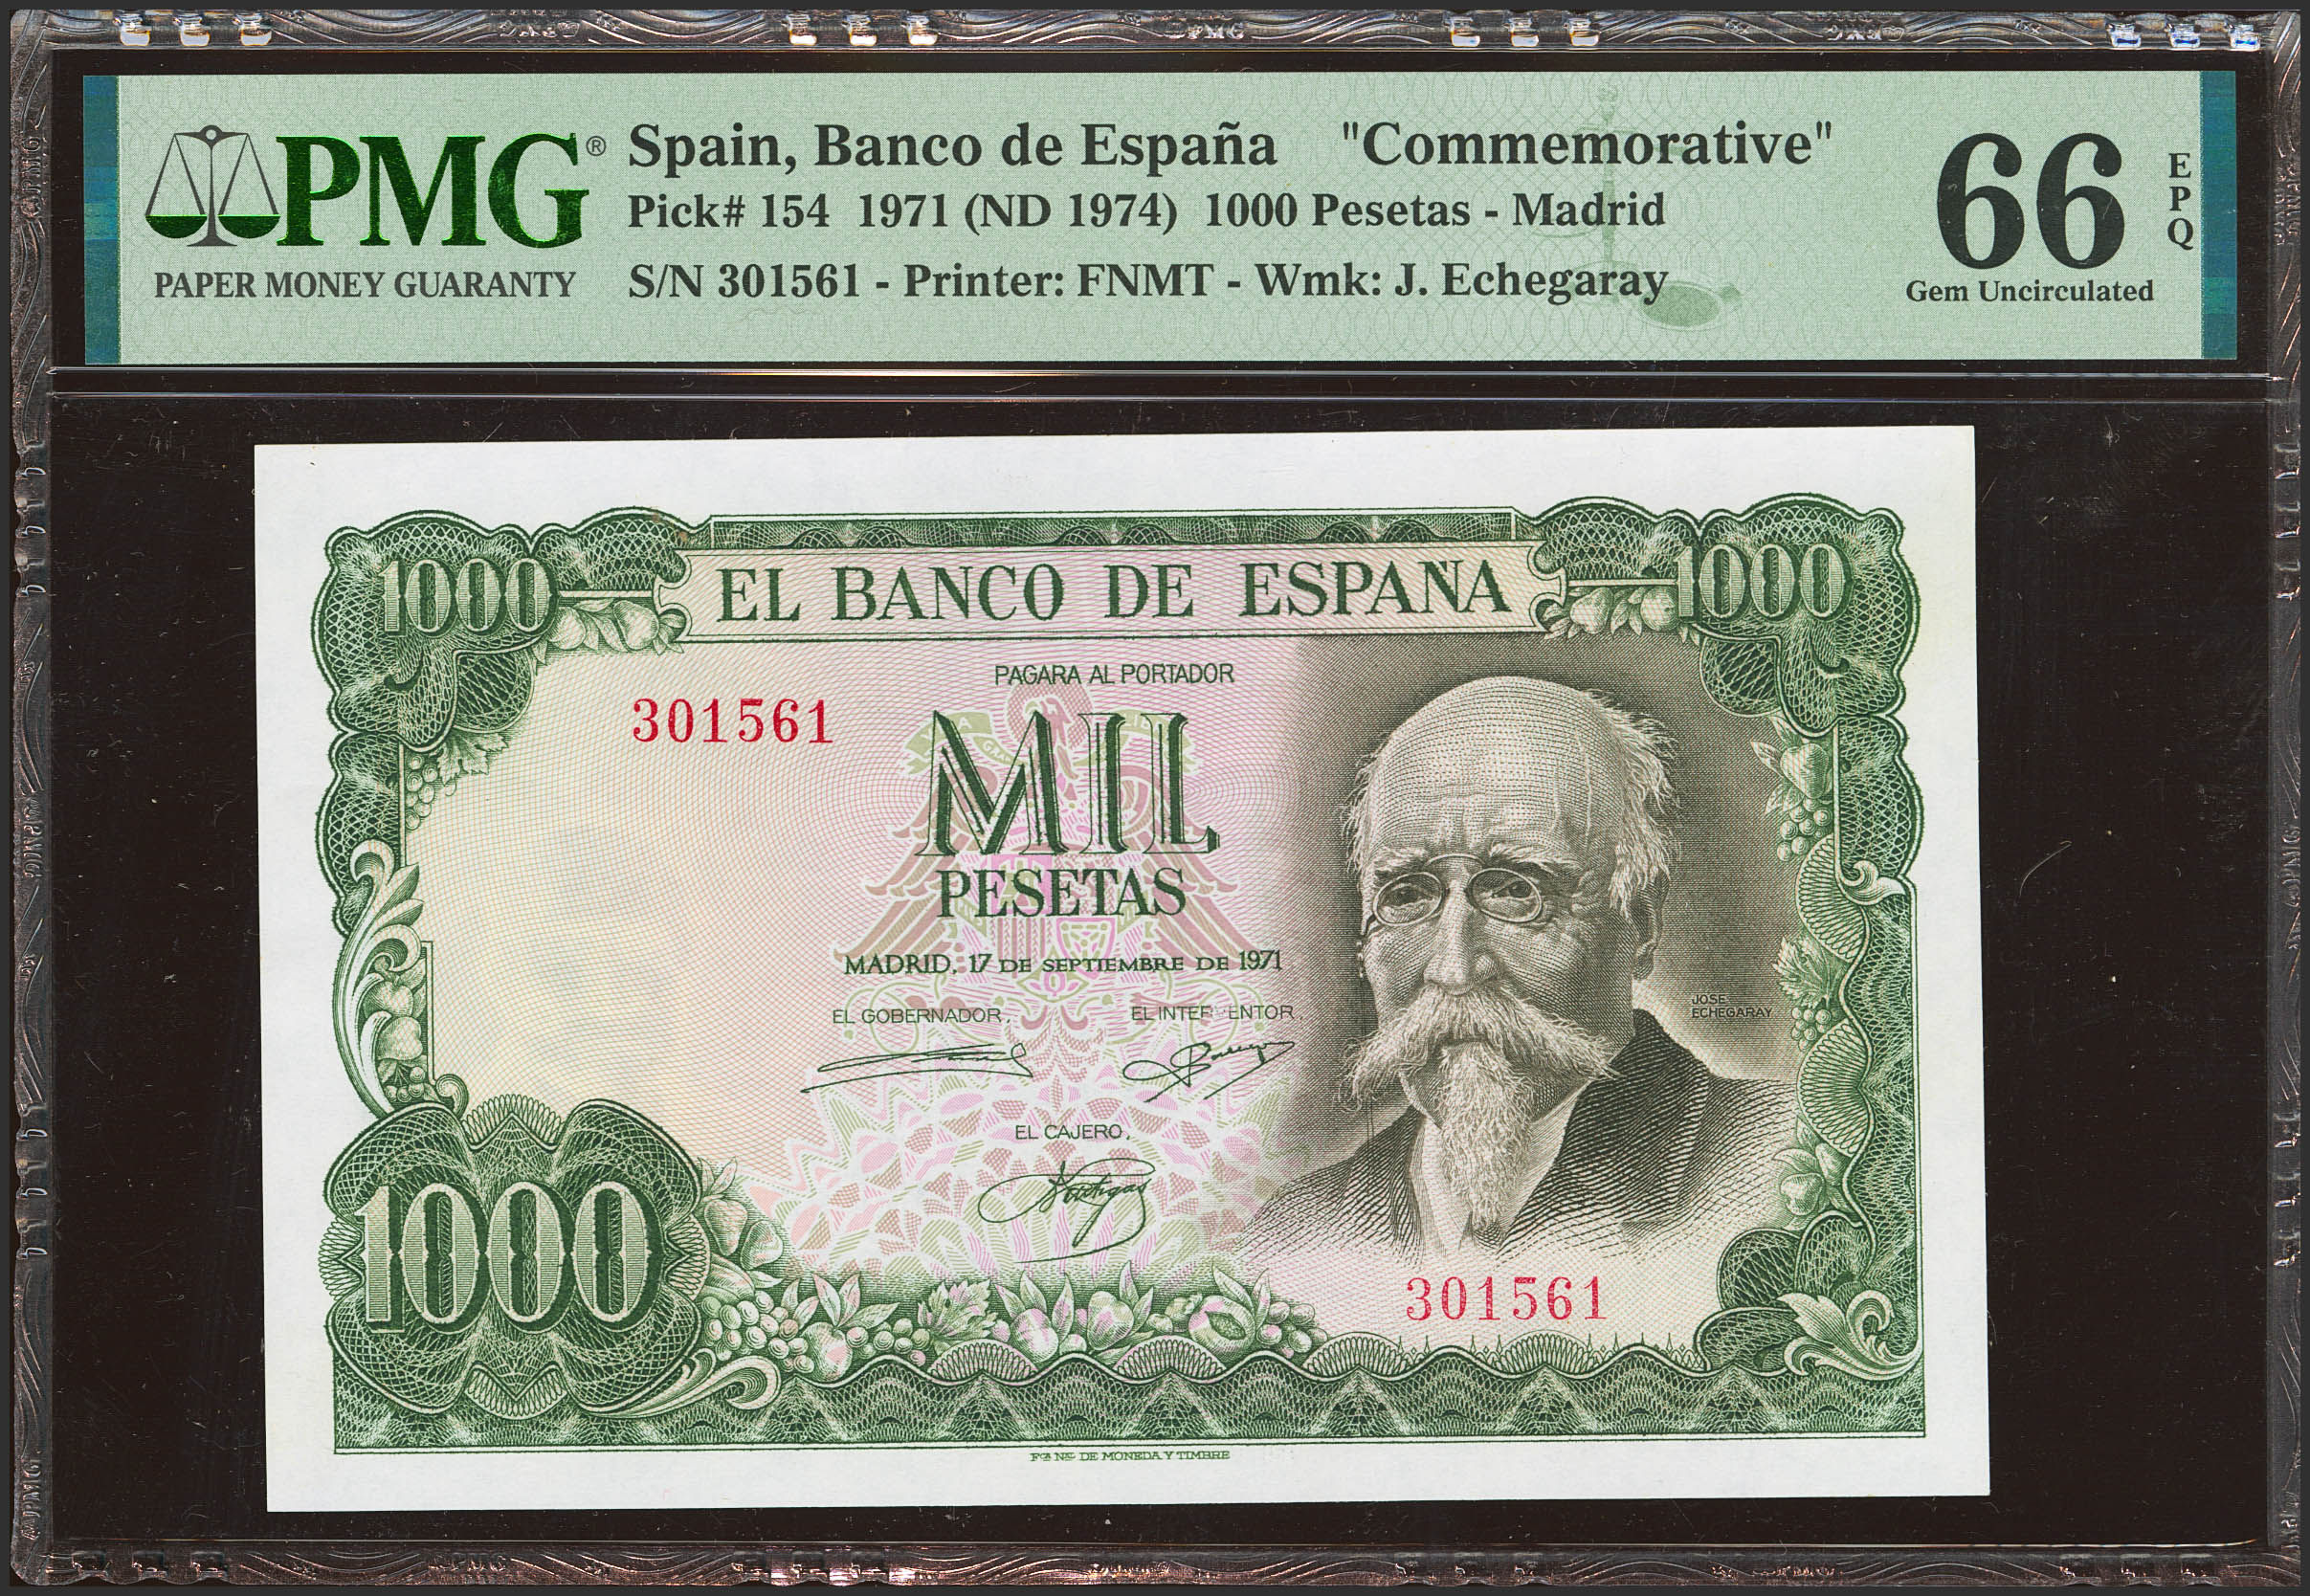 PMG®
PAPER MONEY GUARANTY
Spain, Banco de España "Commemorative"
Pick# 154 1971 (ND 1974) 1000 Pesetas - Madrid
S/N 301561 - Printer: FNMT - Wmk: J. Echegaray
66
EPQ
Gem Uncirculated
1000
EL BANCO DE ESPAÑA
1000
PAGARA AL PORTADOR
301561
MIL
PESETAS
MADRID, 17 DE SEPTIEMBRE DE 1971
EL GOBERNADOR,
EL INTERVENTOR
JOSE
ECHEGARAY
EL CAJERO,
1000
301561
FCA NAL DE MONEDA Y TIMBRE